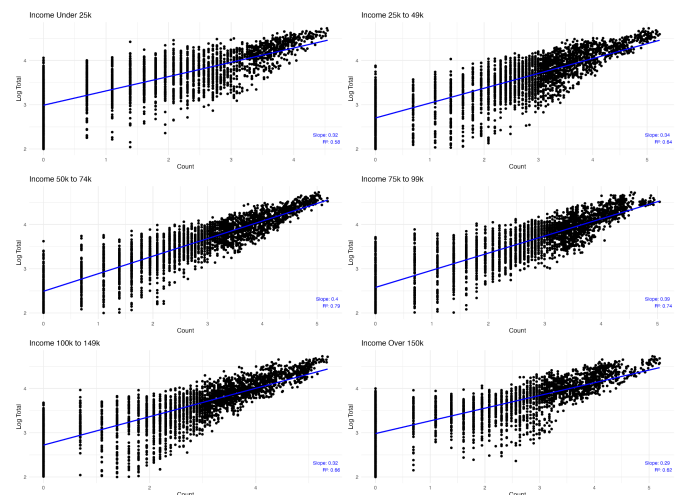 Income Under 25k
Log Total
4
3
2
0
1
2
3
4
Count
Slope: 0.32
R²: 0.58
Income 25k to 49k
Log Total
4
3
2
0
1
2
3
4
5
Count
Slope: 0.34
R²: 0.64
Income 50k to 74k
Log Total
4
3
2
0
1
2
3
4
5
Count
Slope: 0.4
R²: 0.79
Income 75k to 99k
Log Total
4
3
2
0
1
2
3
4
5
Count
Slope: 0.39
R²: 0.74
Income 100k to 149k
Log Total
4
3
2
0
2
4
Count
Slope: 0.32
R²: 0.66
Income Over 150k
Log Total
4
3
2
0
1
2
3
4
5
Count
Slope: 0.29
R²: 0.62